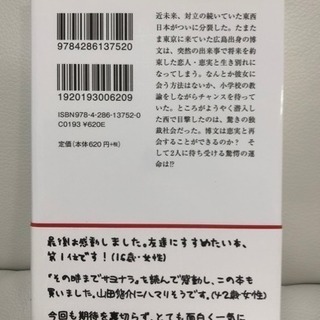 近未来、対立の続いていた東西
日本がついに分裂した。たまた
ま東京に来ていた広島出身の博
文は、突然の出来事で将来を約
束した恋人・恵実と生き別れに
なってしまう。なんとか彼女に
会う方法はないか、小学校の教
諭をしながらチャンスを待って
いた。ところがようやく潜入し
た西で目撃したのは、驚きの独
裁社会だった。博文は恵実と再
会することができるのか?　そ
して2人に待ち受ける驚愕の運
命は!?
9784286137520
1920193006209
ISBN978-4-286-13752-0
C0193 ¥620E
定価(本体620円+税)
最後は感動しました。友達にすすめたい本、
第1位です!(16歳・女性)
『その時までサヨナラ』を読んで感動し、この本も
買いました。山田悠介にハマりそうです。(42歳・女性)
今回も期待を裏切らず、とても面白く一気に